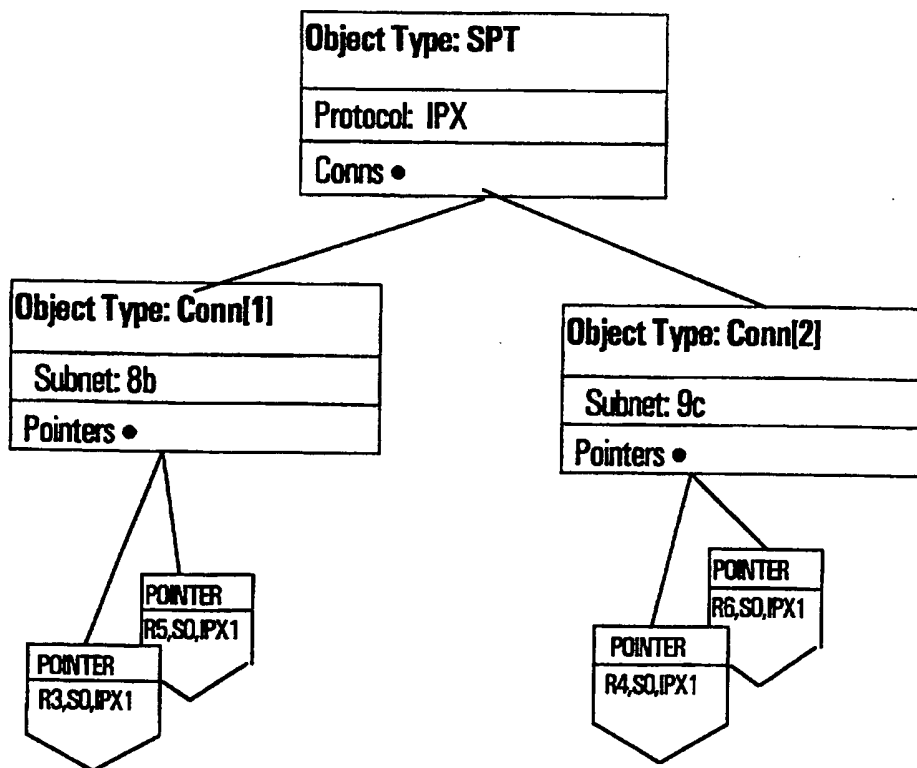 Object Type: SPT
Protocol: IPX
Conns •
Object Type: Conn[1]
Subnet: 8b
Pointers •
Object Type: Conn[2]
Subnet: 9c
Pointers •
POINTER
R5,S0,IPX1
POINTER
R3,S0,IPX1
POINTER
R6,S0,IPX1
POINTER
R4,S0,IPX1